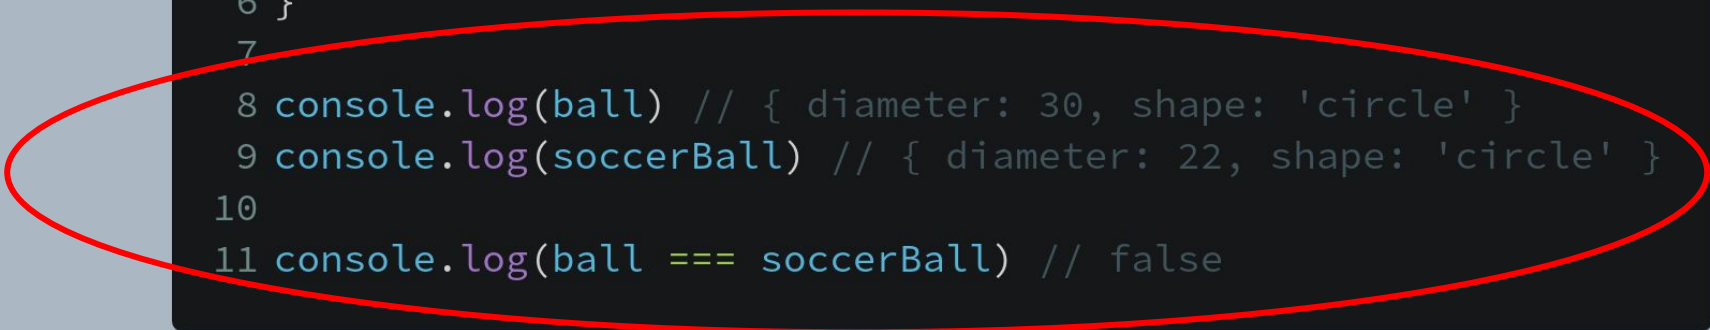 6 }
7
8 console.log(ball) // { diameter: 30, shape: 'circle' }
9 console.log(soccerBall) // { diameter: 22, shape: 'circle' }
10
11 console.log(ball === soccerBall) // false